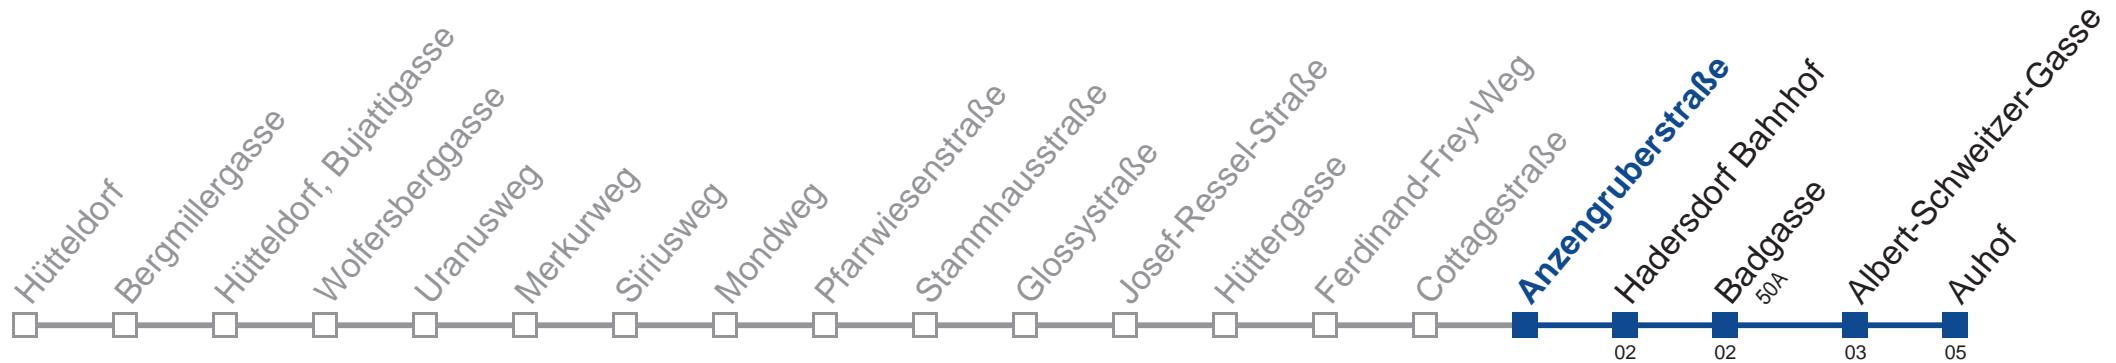 Hütteldorf
Bergmillergasse
Hütteldorf, Bujattigasse
Wolfersberggasse
Uranusweg
Merkurweg
Siriusweg
Mondweg
Pfarrwiesenstraße
Stammhausstraße
Glossystraße
Josef-Ressel-Straße
Hüttergasse
Ferdinand-Frey-Weg
Cottagestraße
Anzengruberstraße
Hadersdorf Bahnhof
Badgasse
50A
Albert-Schweitzer-Gasse
Auhof
02
02
03
05